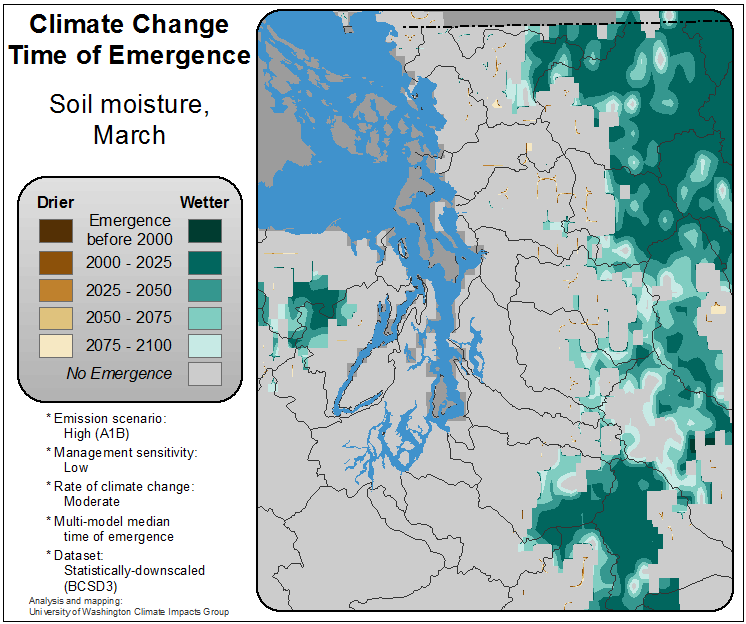 Climate Change
Time of Emergence
Soil moisture,
March
Drier Wetter
Emergence
before 2000
2000 - 2025
2025 - 2050
2050 - 2075
2075 - 2100
No Emergence
* Emission scenario:
High (A1B)
* Management sensitivity:
Low
* Rate of climate change:
Moderate
* Multi-model median
time of emergence
* Dataset:
Statistically-downscaled
(BCSD3)
Analysis and mapping:
University of Washington Climate Impacts Group